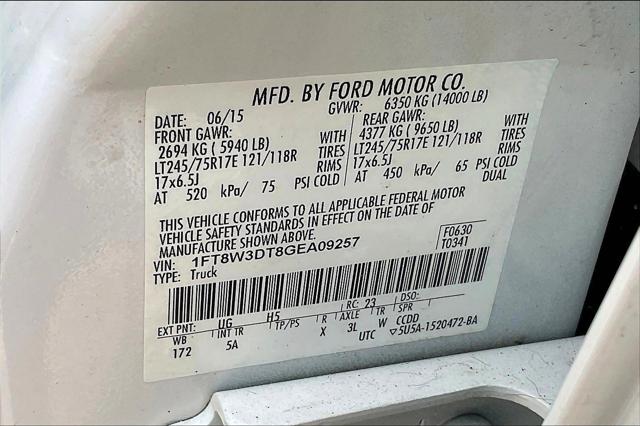 MFD. BY FORD MOTOR CO.
DATE: 06/15 GVWR: 6350 KG (14000 LB)
FRONT GAWR: REAR GAWR:
2694 KG ( 5940 LB) WITH 4377 KG ( 9650 LB) WITH
LT245/75R17E 121/118R TIRES LT245/75R17E 121/118R TIRES
17x6.5J RIMS 17x6.5J RIMS
AT 520 kPa/ 75 PSI COLD AT 450 kPa/ 65 PSI COLD
DUAL
THIS VEHICLE CONFORMS TO ALL APPLICABLE FEDERAL MOTOR
VEHICLE SAFETY STANDARDS IN EFFECT ON THE DATE OF
MANUFACTURE SHOWN ABOVE.
VIN: 1FT8W3DT8GEA09257 F0630
TYPE: Truck T0341
EXT PNT: UG H5 RC: 23 DSO:
WB INT TR TP/PS R AXLE TR SPR
172 5A X 3L W CCDD
UTC ▽5U5A-1520472-BA